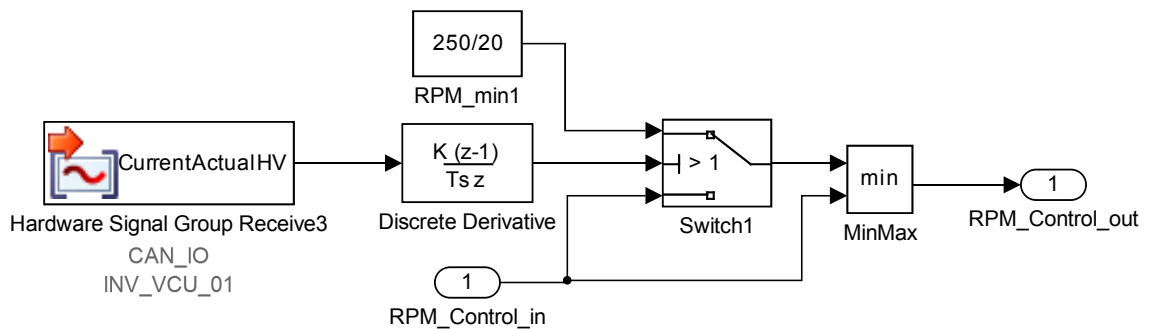 250/20
RPM_min1
CurrentActualHV
Hardware Signal Group Receive3
CAN_IO
INV_VCU_01
K (z-1)
Ts z
Discrete Derivative
> 1
Switch1
min
MinMax
1
RPM_Control_out
1
RPM_Control_in